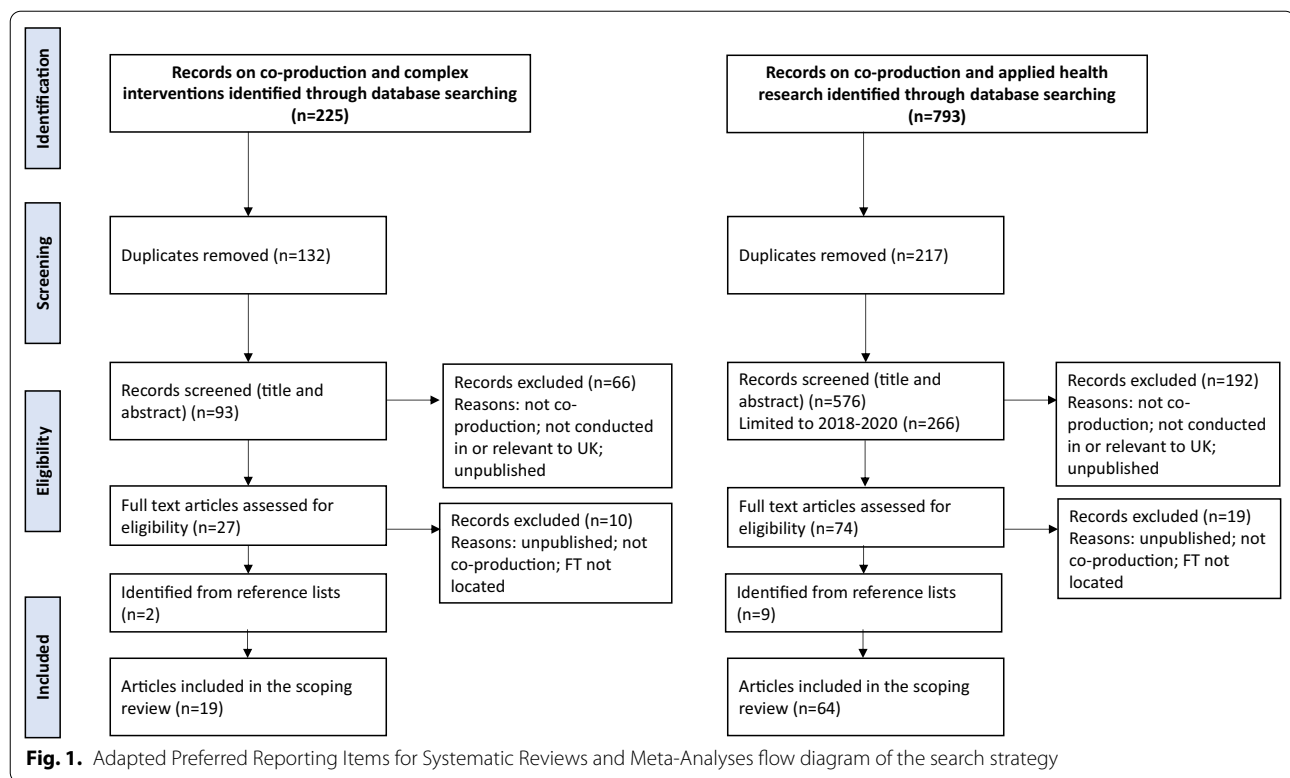 Identification
Records on co-production and complex
interventions identified through database searching
(n=225)
Records on co-production and applied health
research identified through database searching
(n=793)
Screening
Duplicates removed (n=132)
Duplicates removed (n=217)
Eligibility
Records screened (title and
abstract) (n=93)
Records excluded (n=66)
Reasons: not co-
production; not conducted
in or relevant to UK;
unpublished
Records screened (title and
abstract) (n=576)
Limited to 2018-2020 (n=266)
Records excluded (n=192)
Reasons: not co-
production; not conducted
in or relevant to UK;
unpublished
Full text articles assessed for
eligibility (n=27)
Records excluded (n=10)
Reasons: unpublished; not
co-production; FT not
located
Full text articles assessed for
eligibility (n=74)
Records excluded (n=19)
Reasons: unpublished; not
co-production; FT not
located
Included
Identified from reference lists
(n=2)
Identified from reference lists
(n=9)
Articles included in the scoping
review (n=19)
Articles included in the scoping
review (n=64)
Fig. 1. Adapted Preferred Reporting Items for Systematic Reviews and Meta-Analyses flow diagram of the search strategy